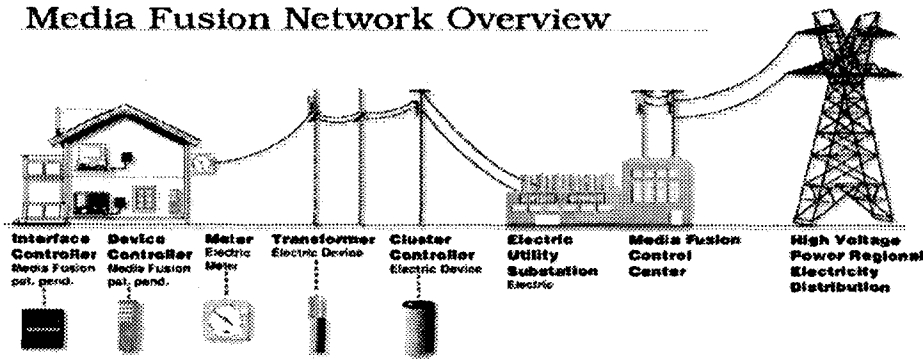 Media Fusion Network Overview
Interface
Controller
Media Fusion
pat. pend.
Device
Controller
Media Fusion
pat. pend.
Meter
Electric
Meter
Transformer
Electric Device
Cluster
Controller
Electric Device
Electric
Utility
Substation
Electric
Media Fusion
Control
Center
High Voltage
Power Regional
Electricity
Distribution